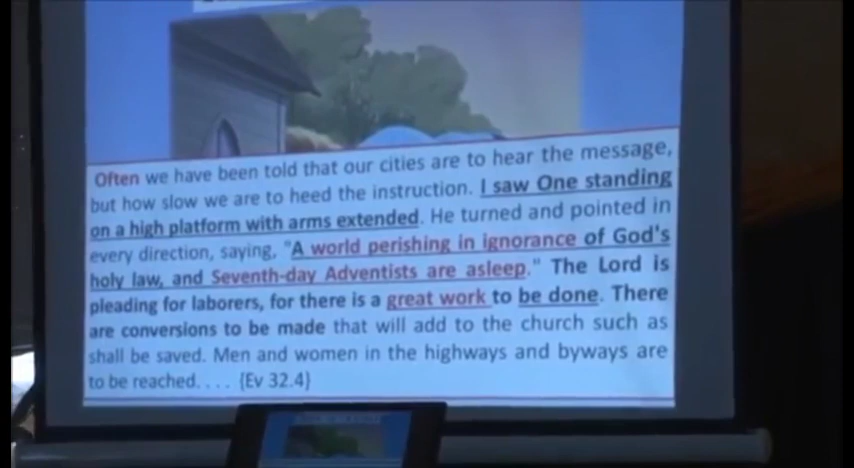 Often we have been told that our cities are to hear the message,
but how slow we are to heed the instruction. I saw One standing
on a high platform with arms extended. He turned and pointed in
every direction, saying, "A world perishing in ignorance of God's
holy law, and Seventh-day Adventists are asleep." The Lord is
pleading for laborers, for there is a great work to be done. There
are conversions to be made that will add to the church such as
shall be saved. Men and women in the highways and byways are
to be reached. . . . {Ev 32.4}